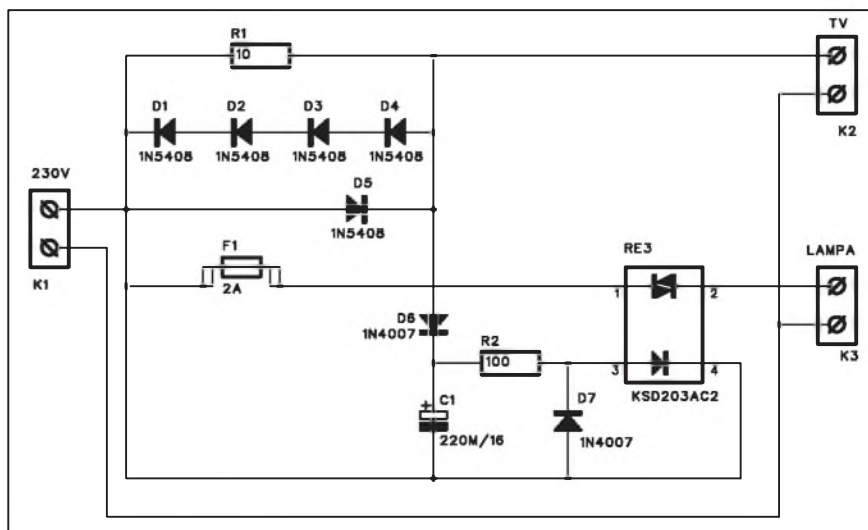 R1
10
TV
K2
D1
D2
D3
D4
1N5408
1N5408
1N5408
1N5408
230V
K1
D5
1N5408
F1
2A
RE3
1
2
3
4
KSD203AC2
LAMPA
K3
D6
1N4007
R2
100
+
C1
220M/16
D7
1N4007